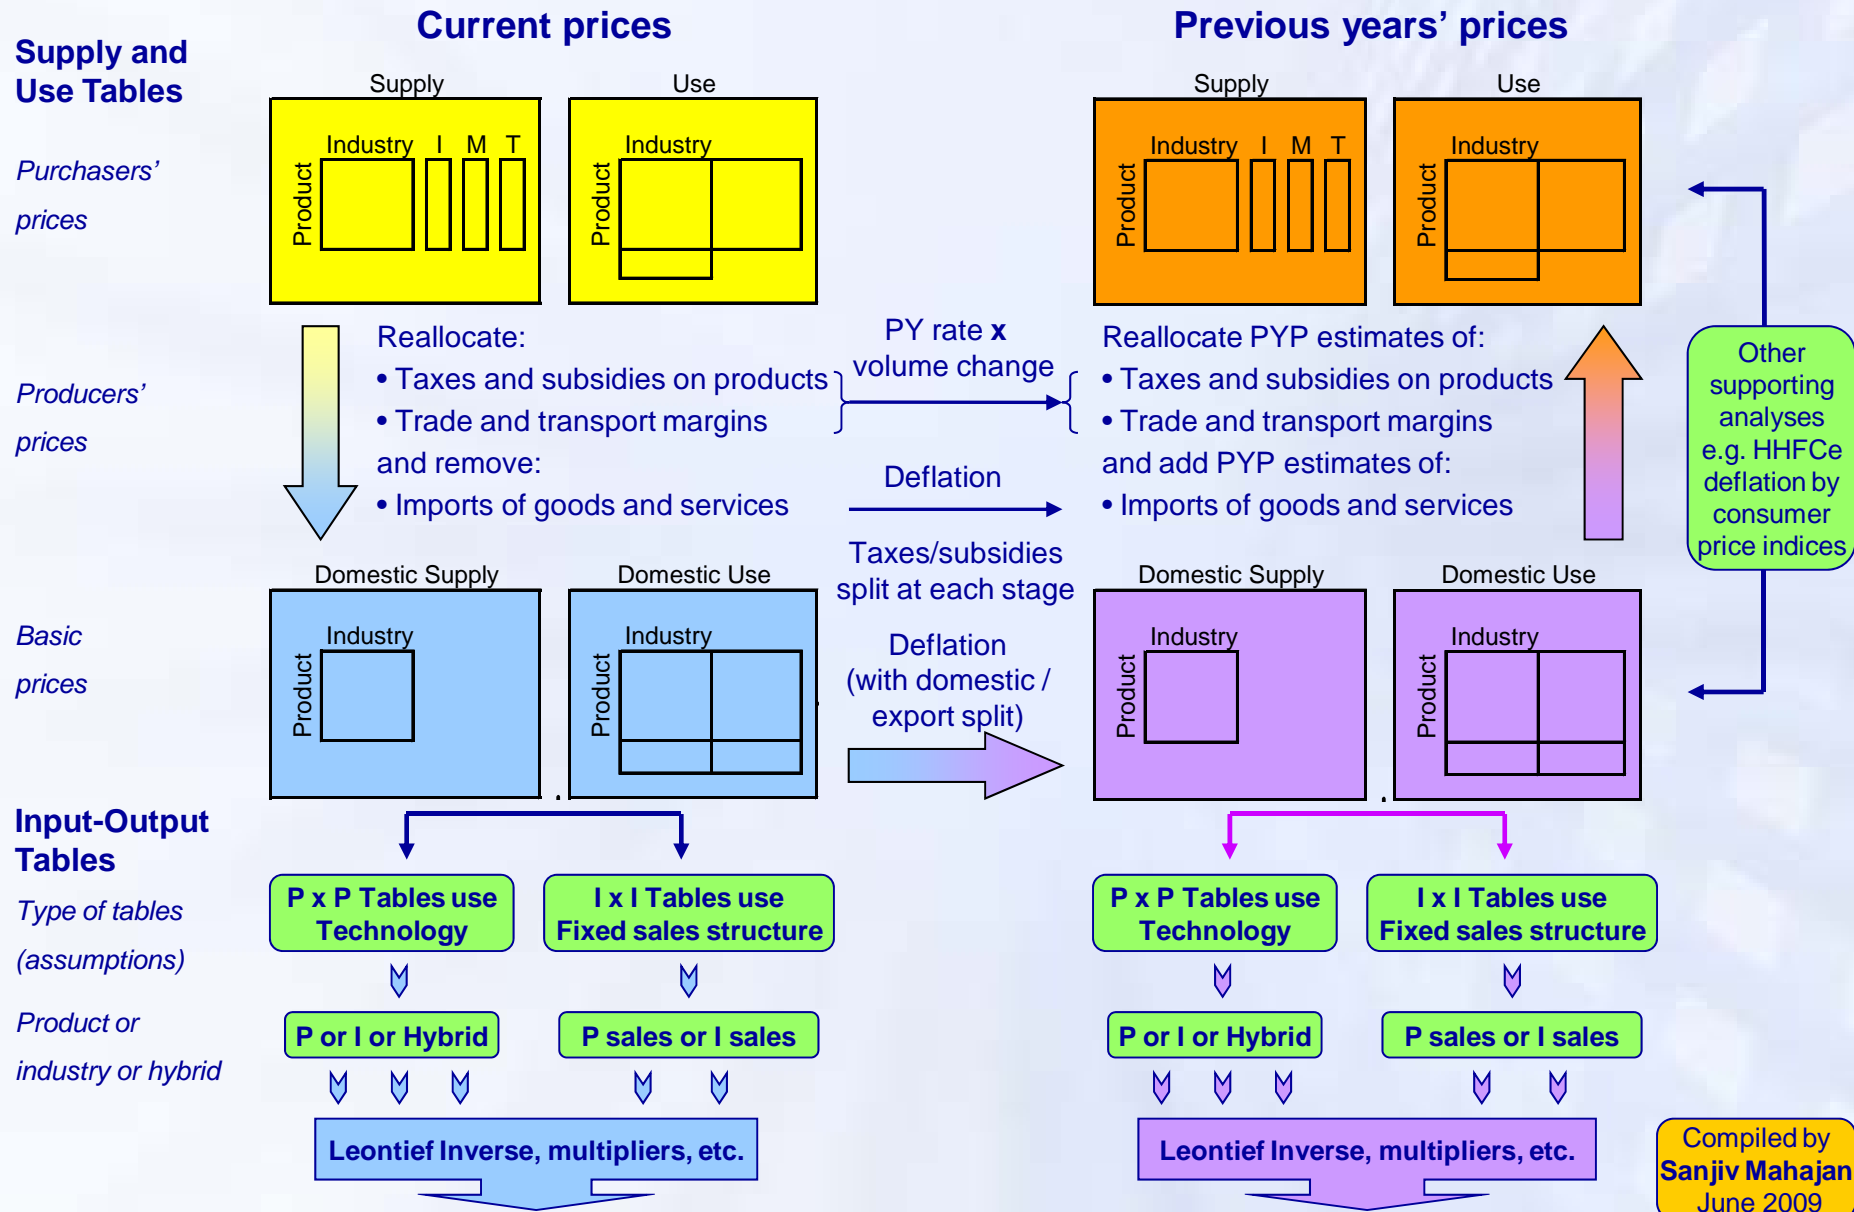 Current prices
Previous years’ prices
Supply and
Use Tables
Supply
Use
Supply
Use
Purchasers’
prices
Industry I M T
Product
Industry
Product
Industry I M T
Product
Industry
Product
Producers’
prices
Reallocate:
• Taxes and subsidies on products
• Trade and transport margins
and remove:
• Imports of goods and services
PY rate x
volume change
Deflation
Taxes/subsidies
split at each stage
Reallocate PYP estimates of:
• Taxes and subsidies on products
• Trade and transport margins
and add PYP estimates of:
• Imports of goods and services
Other
supporting
analyses
e.g. HHFCe
deflation by
consumer
price indices
Basic
prices
Domestic Supply
Industry
Product
Domestic Use
Industry
Product
Deflation
(with domestic /
export split)
Domestic Supply
Industry
Product
Domestic Use
Industry
Product
Input-Output
Tables
Type of tables
(assumptions)
P x P Tables use
Technology
I x I Tables use
Fixed sales structure
P x P Tables use
Technology
I x I Tables use
Fixed sales structure
Product or
industry or hybrid
P or I or Hybrid
P sales or I sales
P or I or Hybrid
P sales or I sales
Leontief Inverse, multipliers, etc.
Leontief Inverse, multipliers, etc.
Compiled by
Sanjiv Mahajan
June 2009